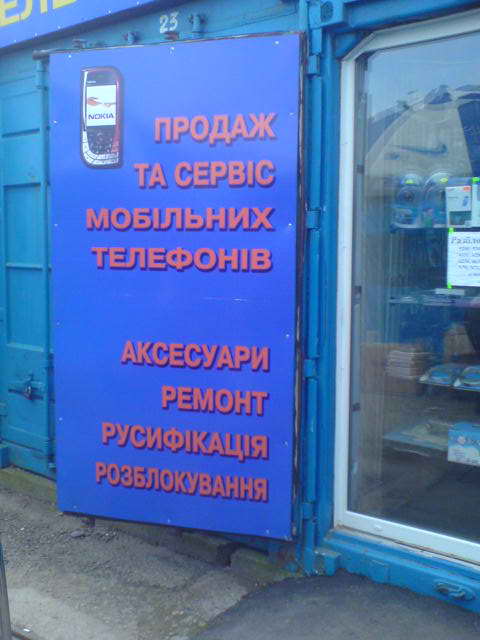 23
NOKIA
ПРОДАЖ
ТА СЕРВІС
МОБІЛЬНИХ
ТЕЛЕФОНІВ
АКСЕСУАРИ
РЕМОНТ
РУСИФІКАЦІЯ
РОЗБЛОКУВАННЯ